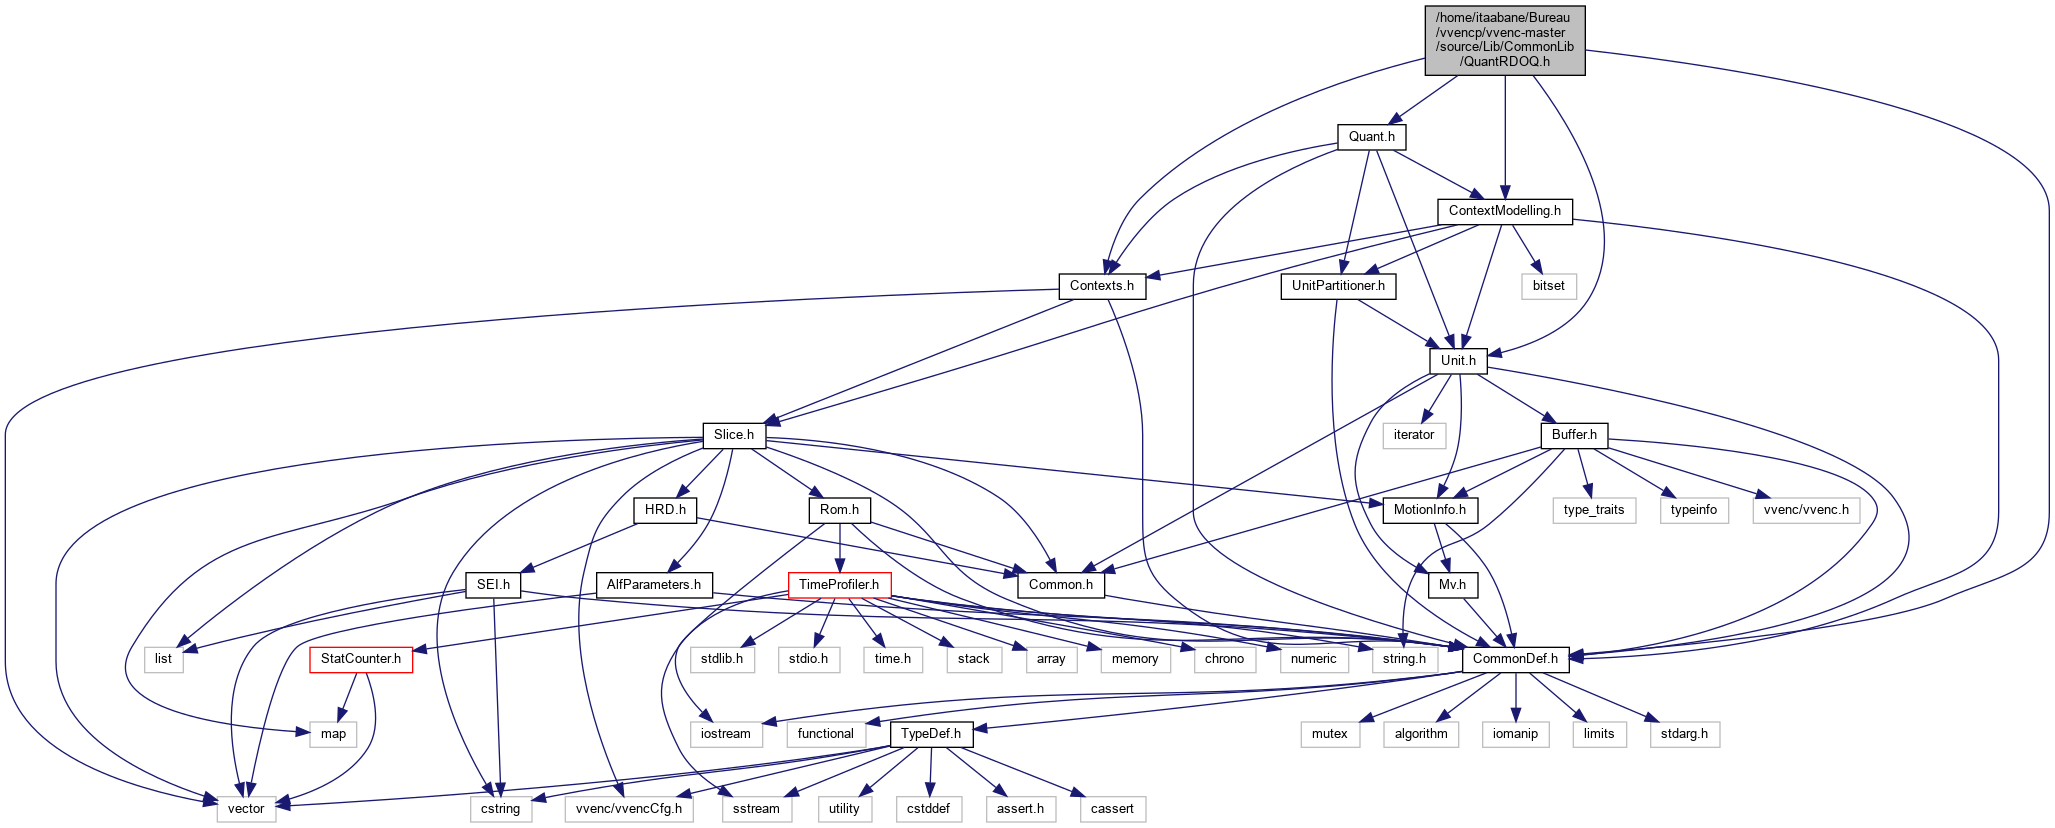 /home/itaabane/Bureau
/vvencp/vvenc-master
/source/Lib/CommonLib
/QuantRDOQ.h
Quant.h
ContextModelling.h
Contexts.h
UnitPartitioner.h
bitset
Unit.h
Slice.h
iterator
Buffer.h
HRD.h
Rom.h
MotionInfo.h
type_traits
typeinfo
vvenc/vvenc.h
SEI.h
AlfParameters.h
TimeProfiler.h
Common.h
Mv.h
list
StatCounter.h
stdlib.h
stdio.h
time.h
stack
array
memory
chrono
numeric
string.h
CommonDef.h
map
iostream
functional
TypeDef.h
mutex
algorithm
iomanip
limits
stdarg.h
vector
cstring
vvenc/vvencCfg.h
sstream
utility
cstddef
assert.h
cassert